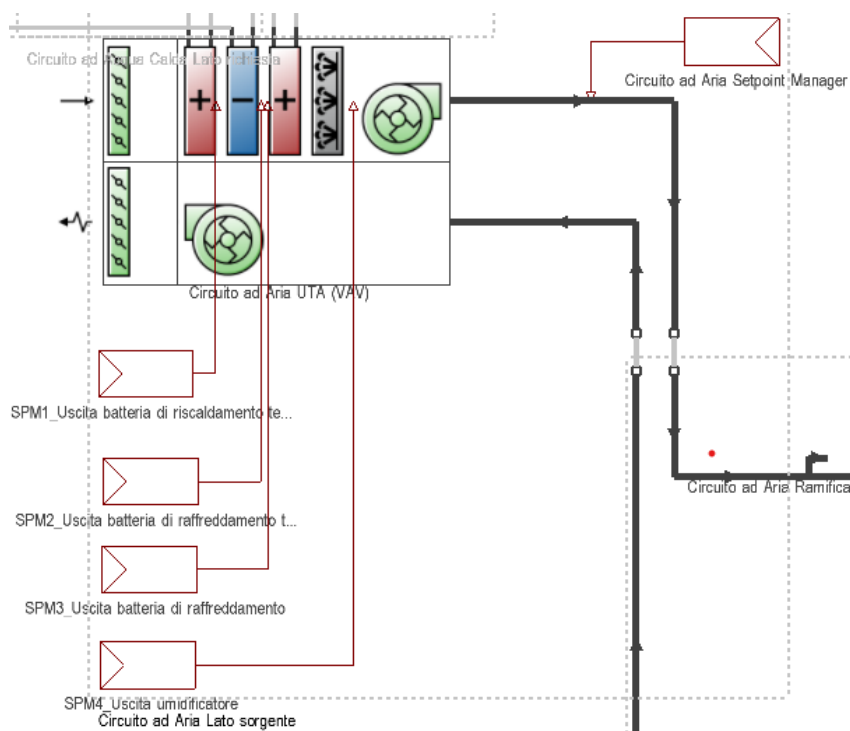 Circuito ad Acqua Calda Lato richiesta
Circuito ad Aria Setpoint Manager
Circuito ad Aria UTA (VAV)
SPM1_Uscita batteria di riscaldamento te...
Circuito ad Aria Ramifica
SPM2_Uscita batteria di raffreddamento t...
SPM3_Uscita batteria di raffreddamento
SPM4_Uscita umidificatore
Circuito ad Aria Lato sorgente